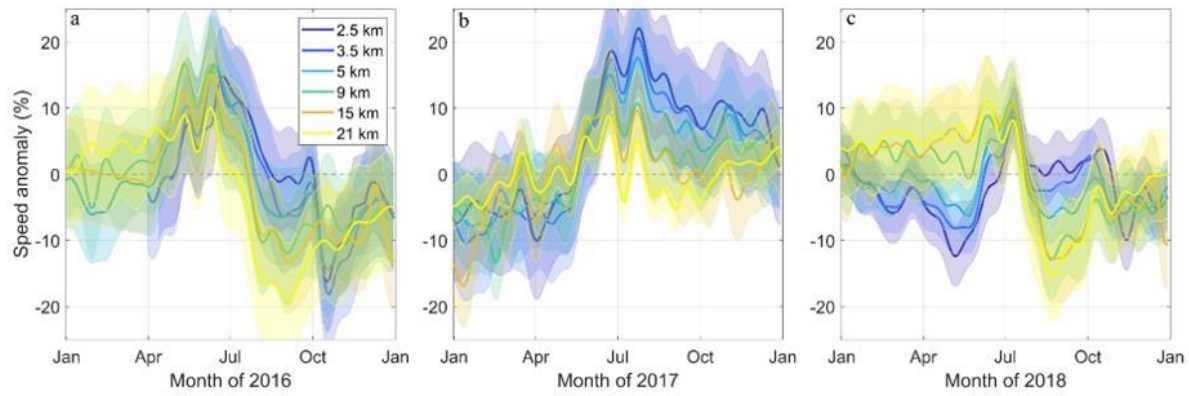 a
b
c
2.5 km
3.5 km
5 km
9 km
15 km
21 km
Speed anomaly (%)
20
10
0
-10
-20
Jan Apr Jul Oct Jan
Month of 2016
20
10
0
-10
-20
Jan Apr Jul Oct Jan
Month of 2017
20
10
0
-10
-20
Jan Apr Jul Oct Jan
Month of 2018